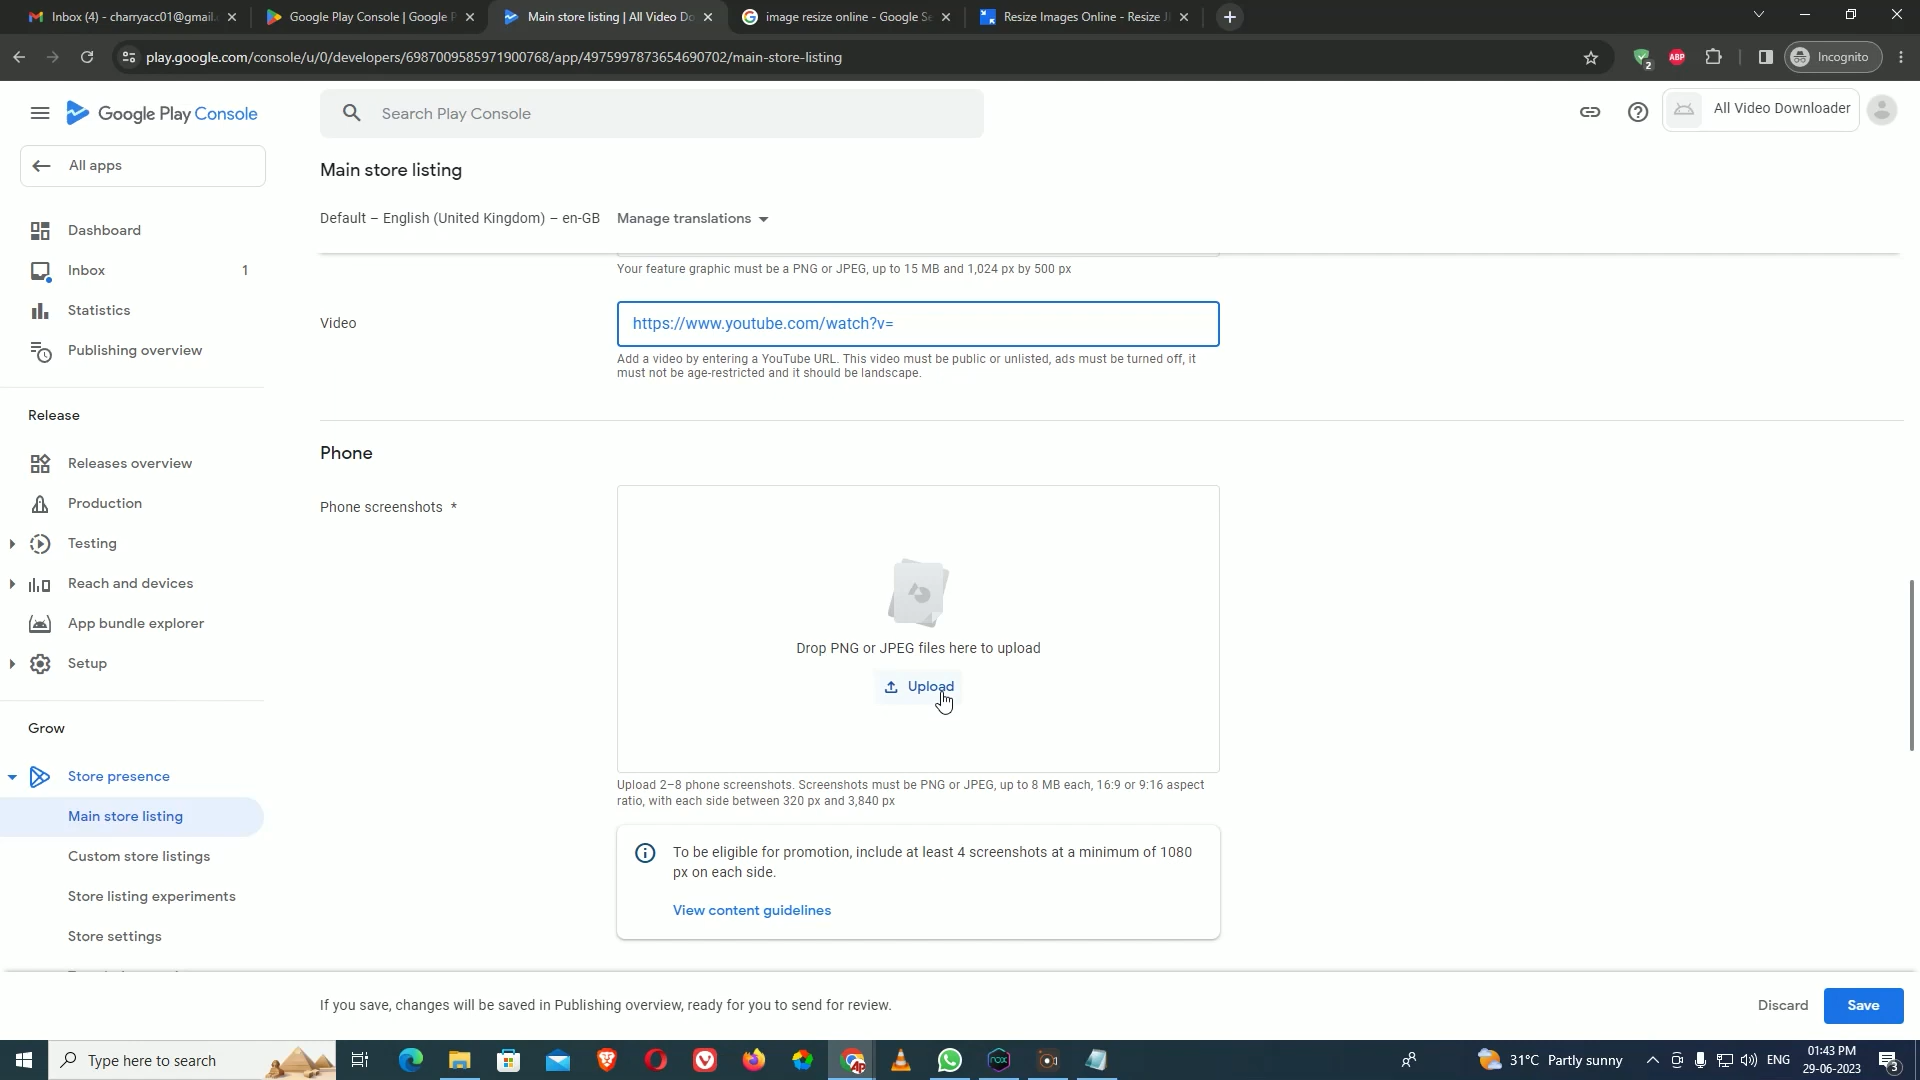 Inbox (4) - charryacc01@gmail.
Google Play Console | Google P
Main store listing | All Video Do
image resize online - Google Se
Resize Images Online - Resize J
play.google.com/console/u/0/developers/6987009585971900768/app/4975997873654690702/main-store-listing
2
ABP
Incognito
Google Play Console
Search Play Console
All Video Downloader
All apps
Main store listing
Default – English (United Kingdom) – en-GB
Manage translations
Dashboard
Inbox 1
Statistics
Publishing overview
Release
Releases overview
Production
Testing
Reach and devices
App bundle explorer
Setup
Grow
Store presence
Main store listing
Custom store listings
Store listing experiments
Store settings
Your feature graphic must be a PNG or JPEG, up to 15 MB and 1,024 px by 500 px
Video
https://www.youtube.com/watch?v=
Add a video by entering a YouTube URL. This video must be public or unlisted, ads must be turned off, it
must not be age-restricted and it should be landscape.
Phone
Phone screenshots *
Drop PNG or JPEG files here to upload
Upload
Upload 2–8 phone screenshots. Screenshots must be PNG or JPEG, up to 8 MB each, 16:9 or 9:16 aspect
ratio, with each side between 320 px and 3,840 px
To be eligible for promotion, include at least 4 screenshots at a minimum of 1080
px on each side.
View content guidelines
If you save, changes will be saved in Publishing overview, ready for you to send for review.
Discard
Save
Type here to search
31°C Partly sunny
ENG
01:43 PM
29-06-2023
3